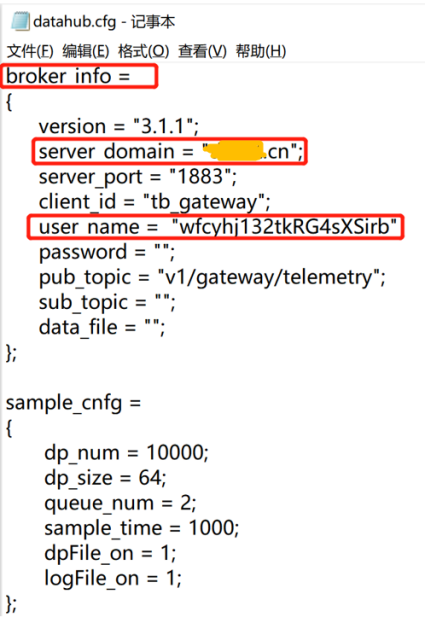 datahub.cfg - 记事本
文件(F) 编辑(E) 格式(O) 查看(V) 帮助(H)
broker_info =
{
version = "3.1.1";
server_domain = " .cn";
server_port = "1883";
client_id = "tb_gateway";
user_name = "wfcyhj132tkRG4sXSirb"
password = "";
pub_topic = "v1/gateway/telemetry";
sub_topic = "";
data_file = "";
};
sample_cnfg =
{
dp_num = 10000;
dp_size = 64;
queue_num = 2;
sample_time = 1000;
dpFile_on = 1;
logFile_on = 1;
};